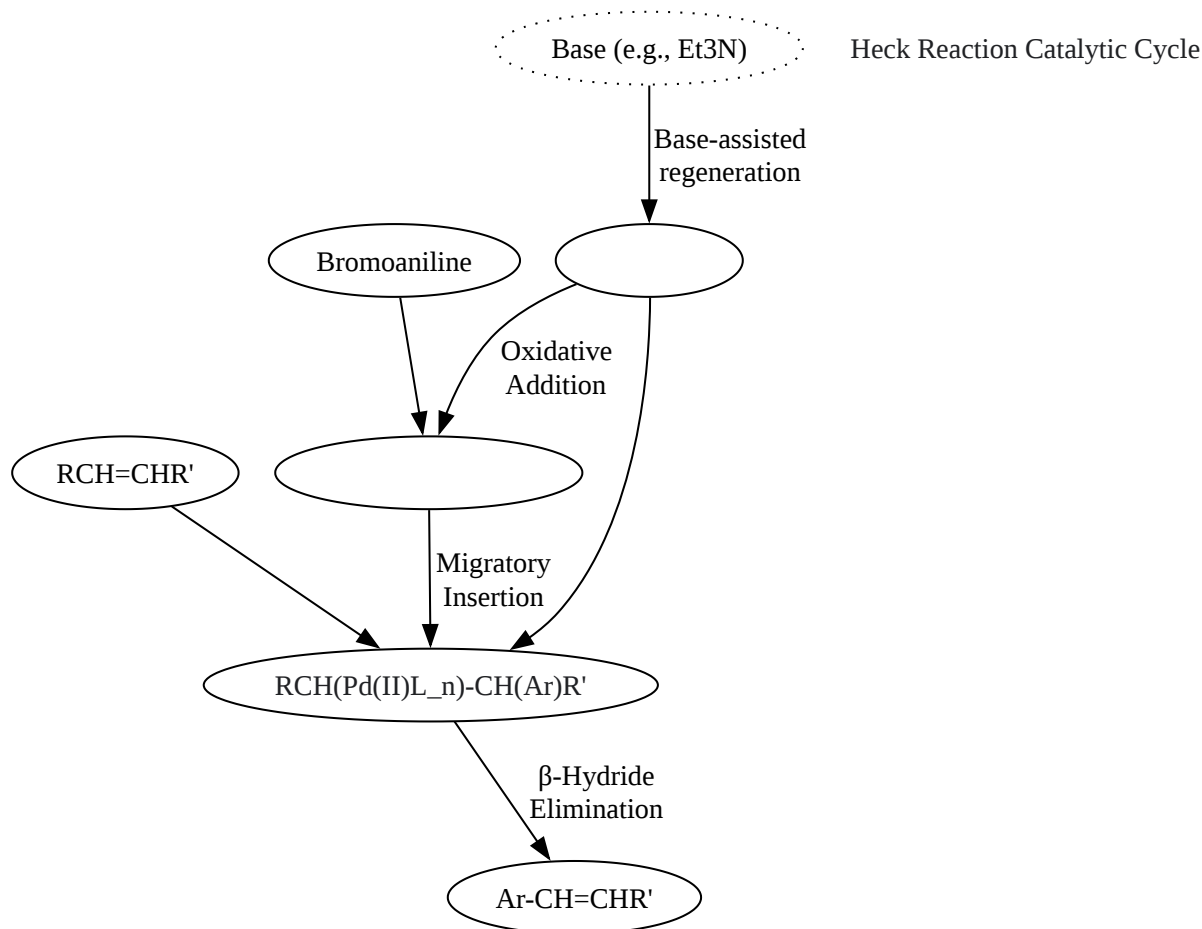 Base (e.g., Et3N)
Heck Reaction Catalytic Cycle
Base-assisted
regeneration
Bromoaniline
Oxidative
Addition
RCH=CHR'
Migratory
Insertion
RCH(Pd(II)L_n)-CH(Ar)R'
β-Hydride
Elimination
Ar-CH=CHR'